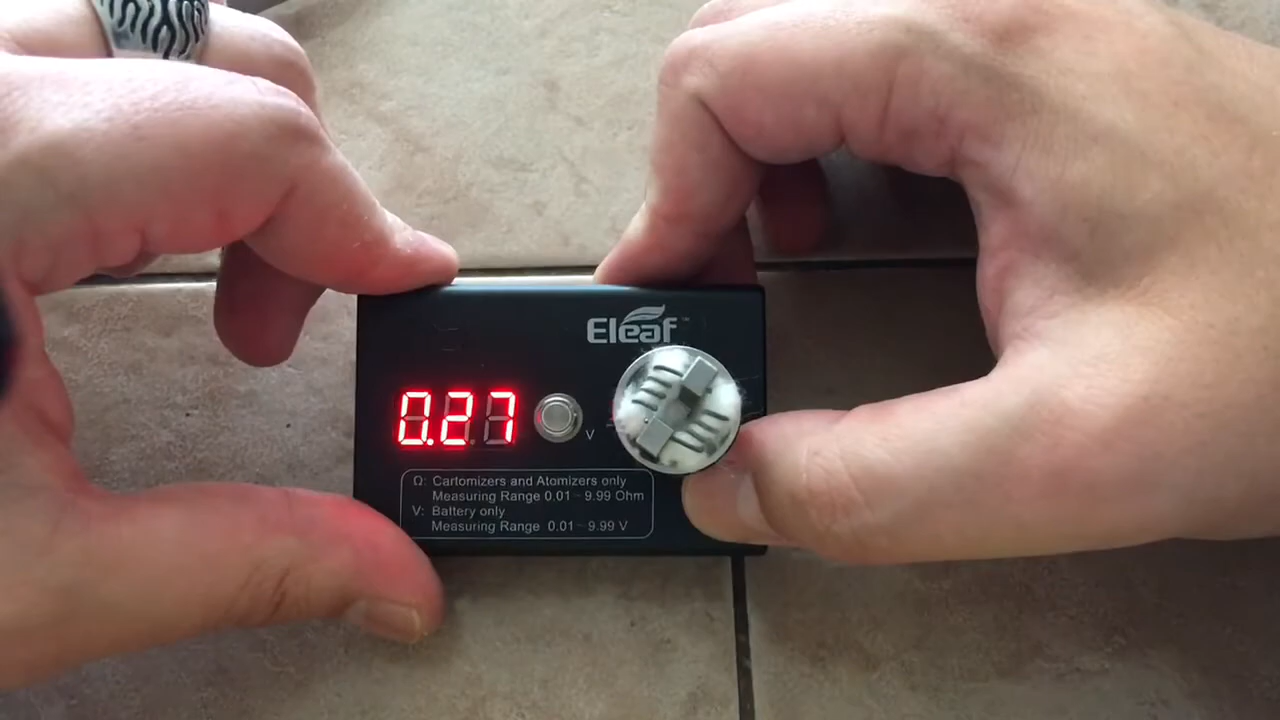 Eleaf™
0.27
V
Ω: Cartomizers and Atomizers only
Measuring Range 0.01~9.99 Ohm
V: Battery only
Measuring Range 0.01~9.99 V